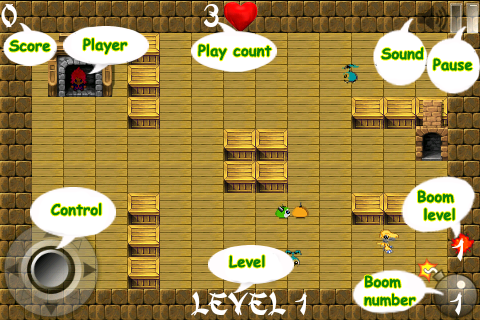 0
3
Score
Player
Play count
Sound
Pause
Control
Boom
level
1
Level
Boom
number
1
LEVEL 1